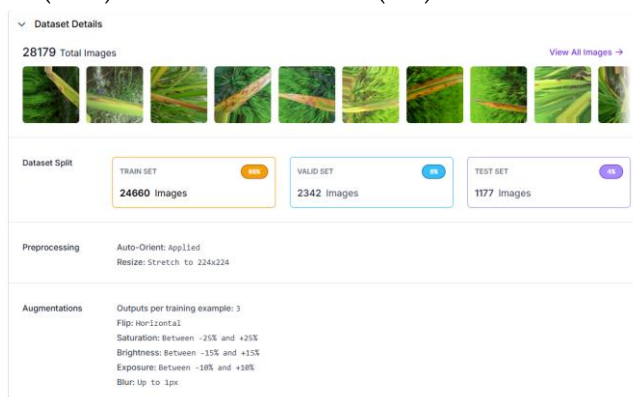 Dataset Details
28179 Total Images
View All Images →
Dataset Split
TRAIN SET 88%
24660 Images
VALID SET 8%
2342 Images
TEST SET 4%
1177 Images
Preprocessing
Auto-Orient: Applied
Resize: Stretch to 224x224
Augmentations
Outputs per training example: 3
Flip: Horizontal
Saturation: Between -25% and +25%
Brightness: Between -15% and +15%
Exposure: Between -10% and +10%
Blur: Up to 1px